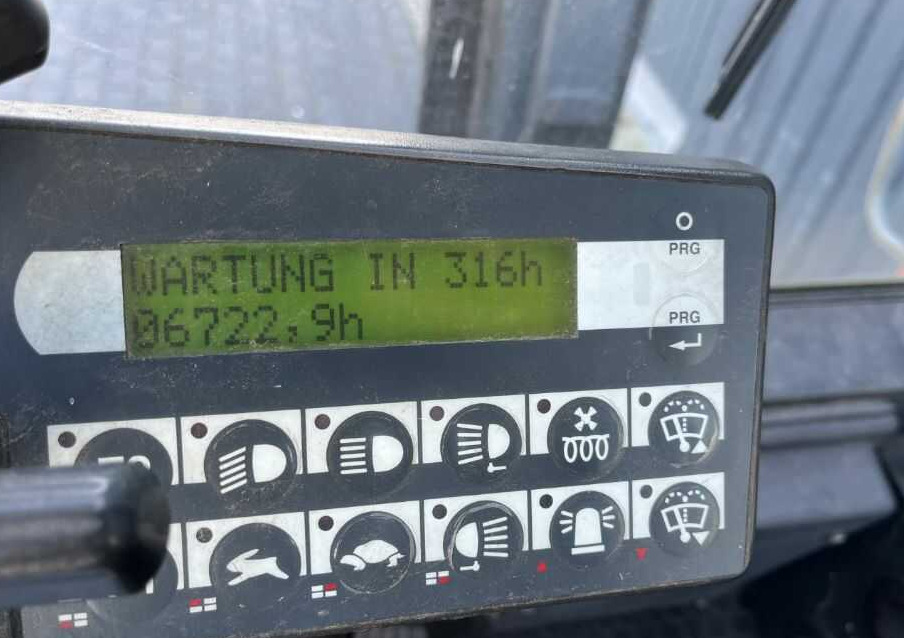 WARTUNG IN 316h
06722,9h
PRG
PRG